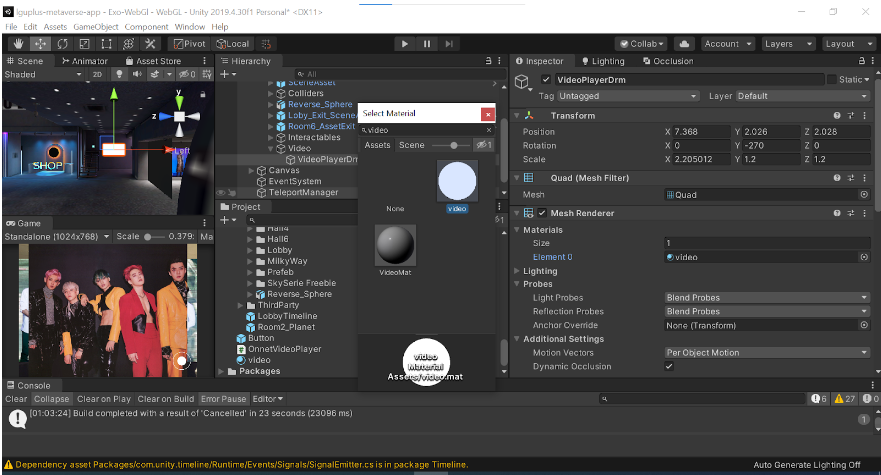 lguplus-metaverse-app - Exo-WebGl - WebGL - Unity 2019.4.30f1 Personal* <DX11>
File Edit Assets GameObject Component Window Help
Pivot Local Collab Account Layers Layout
Scene Animator Asset Store
Shaded 2D 0
SHOP
y
z
Left
Game
Standalone (1024x768) Scale 0.379: Ma
Hierarchy
All
SceneAsset
Colliders
Reverse_Sphere
Loby_Exit_SceneA
Room6_AssetExit
Interactables
Video
VideoPlayerDrm
Canvas
EventSystem
TeleportManager
Project
Hall4
Hall6
Lobby
MilkyWay
Prefeb
SkySerie Freebie
Reverse_Sphere
ThirdParty
LobbyTimeline
Room2_Planet
Button
OnnetVideoPlayer
video
Packages
Select Material
video
Assets Scene 1
None
video
VideoMat
video
Material
Assets/video.mat
Inspector Lighting Occlusion
VideoPlayerDrm Static
Tag Untagged Layer Default
Transform
Position X 7.368 Y 2.026 Z 2.028
Rotation X 0 Y -270 Z 0
Scale X 2.205012 Y 1.2 Z 1.2
Quad (Mesh Filter)
Mesh Quad
Mesh Renderer
Materials
Size 1
Element 0 video
Lighting
Probes
Light Probes Blend Probes
Reflection Probes Blend Probes
Anchor Override None (Transform)
Additional Settings
Motion Vectors Per Object Motion
Dynamic Occlusion
Console
Clear Collapse Clear on Play Clear on Build Error Pause Editor 6 27 0
[01:03:24] Build completed with a result of 'Cancelled' in 23 seconds (23096 ms) 1
Dependency asset Packages/com.unity.timeline/Runtime/Events/Signals/SignalEmitter.cs is in package Timeline. Auto Generate Lighting Off